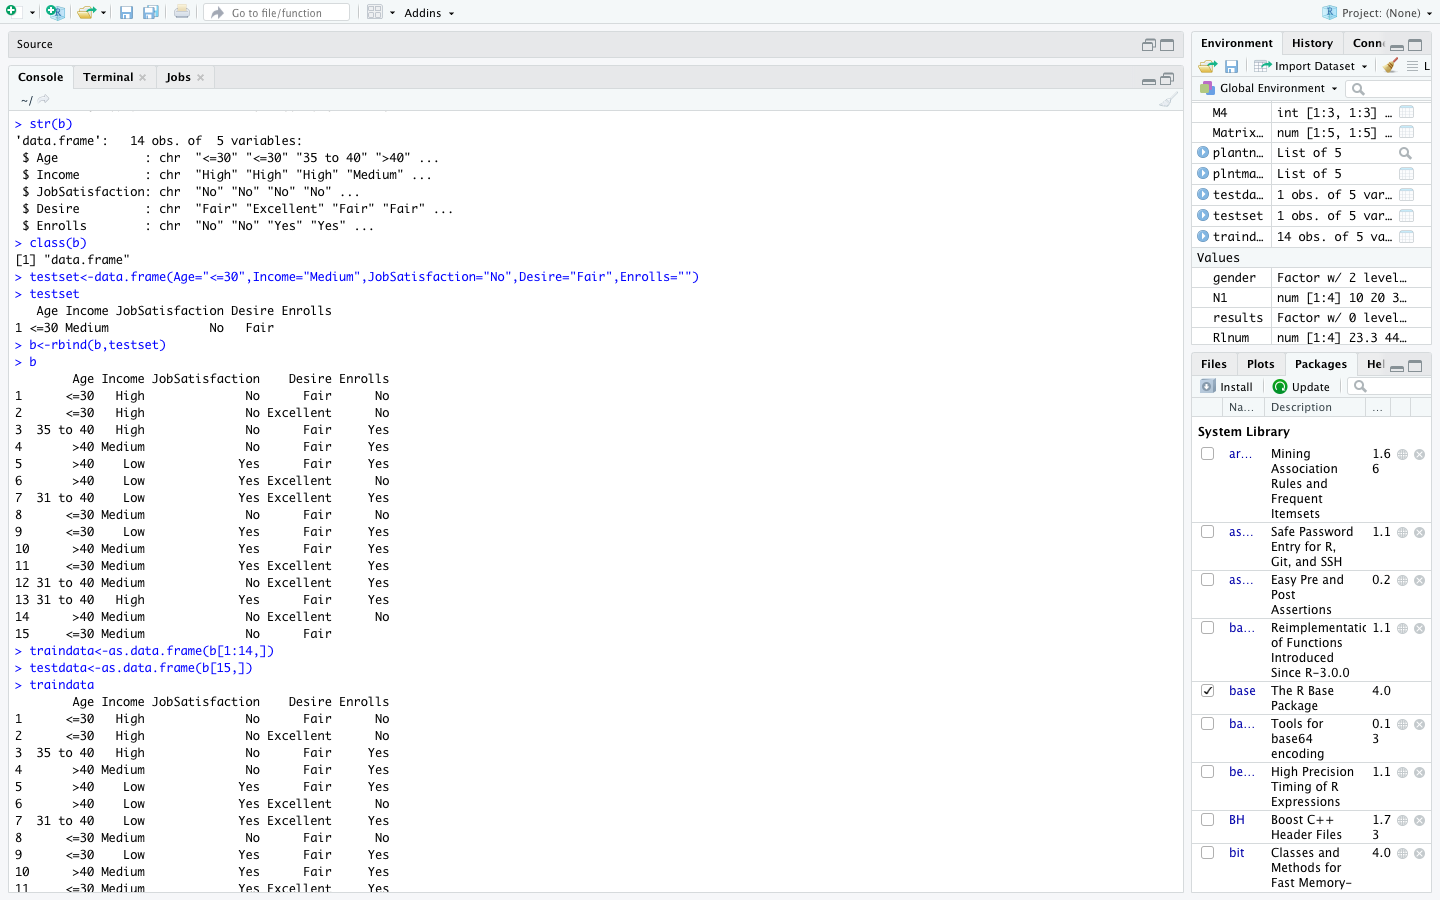 Go to file/function
Addins
Project: (None)
Source
Console Terminal Jobs
~/
> str(b)
'data.frame':   14 obs. of  5 variables:
 $ Age            : chr  "<=30" "<=30" "35 to 40" ">40" ...
 $ Income         : chr  "High" "High" "High" "Medium" ...
 $ JobSatisfaction: chr  "No" "No" "No" "No" ...
 $ Desire         : chr  "Fair" "Excellent" "Fair" "Fair" ...
 $ Enrolls        : chr  "No" "No" "Yes" "Yes" ...
> class(b)
[1] "data.frame"
> testset<-data.frame(Age="<=30",Income="Medium",JobSatisfaction="No",Desire="Fair",Enrolls="")
> testset
   Age Income JobSatisfaction Desire Enrolls
1 <=30 Medium              No   Fair
> b<-rbind(b,testset)
> b
        Age Income JobSatisfaction    Desire Enrolls
1      <=30   High              No      Fair      No
2      <=30   High              No Excellent      No
3  35 to 40   High              No      Fair     Yes
4       >40 Medium              No      Fair     Yes
5       >40    Low             Yes      Fair     Yes
6       >40    Low             Yes Excellent      No
7  31 to 40    Low             Yes Excellent     Yes
8      <=30 Medium              No      Fair      No
9      <=30    Low             Yes      Fair     Yes
10      >40 Medium             Yes      Fair     Yes
11     <=30 Medium             Yes Excellent     Yes
12 31 to 40 Medium              No Excellent     Yes
13 31 to 40   High             Yes      Fair     Yes
14      >40 Medium              No Excellent      No
15     <=30 Medium              No      Fair
> traindata<-as.data.frame(b[1:14,])
> testdata<-as.data.frame(b[15,])
> traindata
        Age Income JobSatisfaction    Desire Enrolls
1      <=30   High              No      Fair      No
2      <=30   High              No Excellent      No
3  35 to 40   High              No      Fair     Yes
4       >40 Medium              No      Fair     Yes
5       >40    Low             Yes      Fair     Yes
6       >40    Low             Yes Excellent      No
7  31 to 40    Low             Yes Excellent     Yes
8      <=30 Medium              No      Fair      No
9      <=30    Low             Yes      Fair     Yes
10      >40 Medium             Yes      Fair     Yes
11     <=30 Medium             Yes Excellent     Yes
Environment History Conn
Import Dataset L
Global Environment
M4 int [1:3, 1:3] …
Matrix… num [1:5, 1:5] …
plantn… List of 5
plntma… List of 5
testda… 1 obs. of 5 var…
testset 1 obs. of 5 var…
traind… 14 obs. of 5 va…
Values
gender Factor w/ 2 level…
N1 num [1:4] 10 20 3…
results Factor w/ 0 level…
Rlnum num [1:4] 23.3 44…
Files Plots Packages Hel
Install Update
Na… Description …
System Library
ar… Mining 1.6
Association 6
Rules and
Frequent
Itemsets
as… Safe Password 1.1
Entry for R,
Git, and SSH
as… Easy Pre and 0.2
Post
Assertions
ba… Reimplementatic 1.1
of Functions
Introduced
Since R-3.0.0
base The R Base 4.0
Package
ba… Tools for 0.1
base64 3
encoding
be… High Precision 1.1
Timing of R
Expressions
BH Boost C++ 1.7
Header Files 3
bit Classes and 4.0
Methods for
Fast Memory-